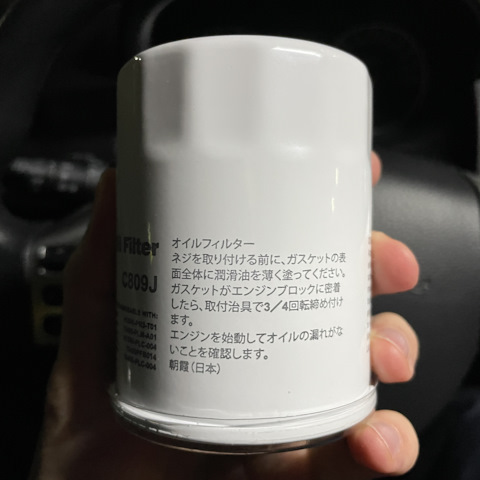 Filter
C809J
オイルフィルター
ネジを取り付ける前に、ガスケットの表
面全体に潤滑油を薄く塗ってください。
ガスケットがエンジンブロックに密着
したら、取付治具で3/4回転締め付け
ます。
エンジンを始動してオイルの漏れがな
いことを確認します。
朝霞（日本）